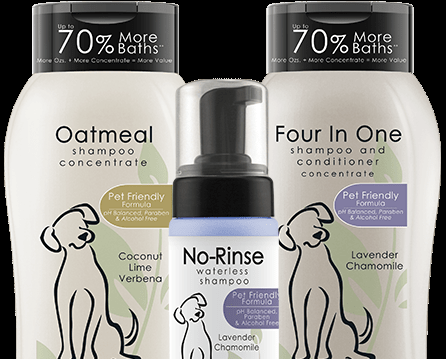 Up to
70% More
Baths**
More Ozs. + More Concentrate = More Value
Oatmeal
shampoo
concentrate
Pet Friendly
Formula
pH Balanced, Paraben
& Alcohol Free
Coconut
Lime
Verbena
No-Rinse
waterless
shampoo
Pet Friendly
Formula
pH Balanced,
Paraben
& Alcohol Free
Lavender
Chamomile
Up to
70% More
Baths**
More Ozs. + More Concentrate = More Value
Four In One
shampoo and
conditioner
concentrate
Pet Friendly
Formula
pH Balanced, Paraben
& Alcohol Free
Lavender
Chamomile